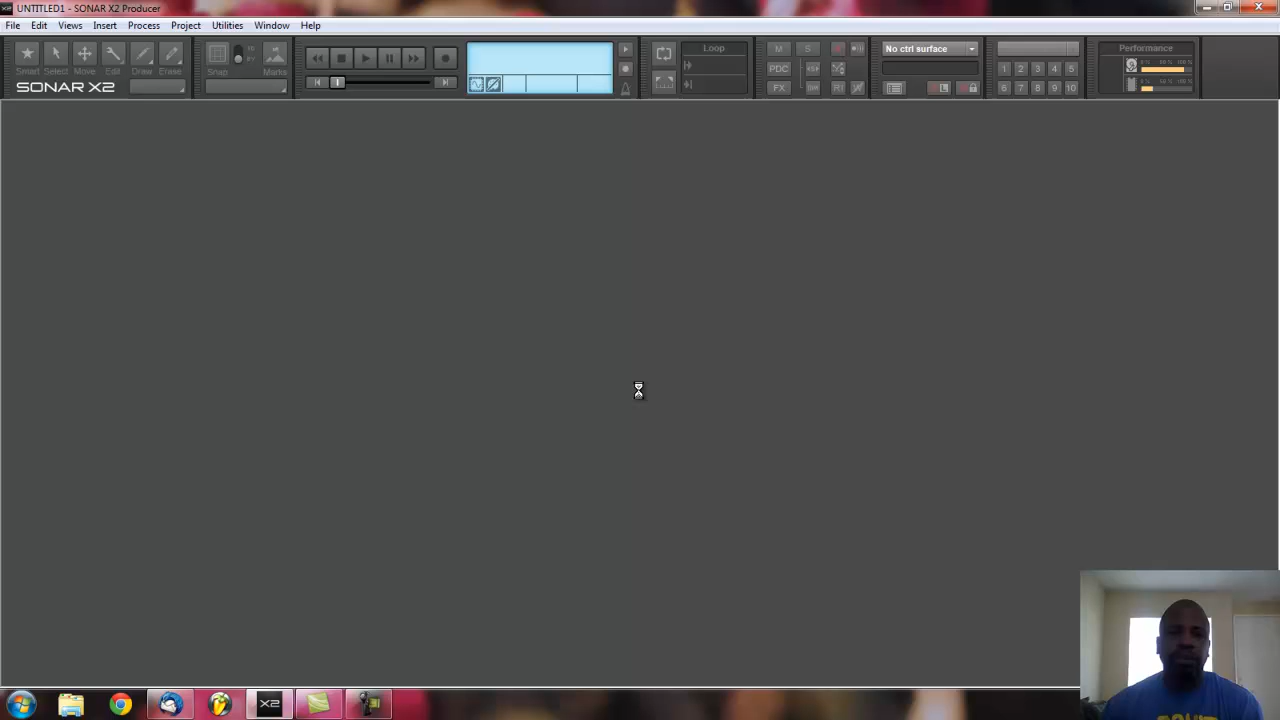 UNTITLED1 - SONAR X2 Producer
File Edit Views Insert Process Project Utilities Window Help
Smart Select Move Edit Draw Erase
SONAR X2
Snap
Marks
Loop
M S
PDC
FX
No ctrl surface
1 2 3 4 5
6 7 8 9 10
Performance
X2